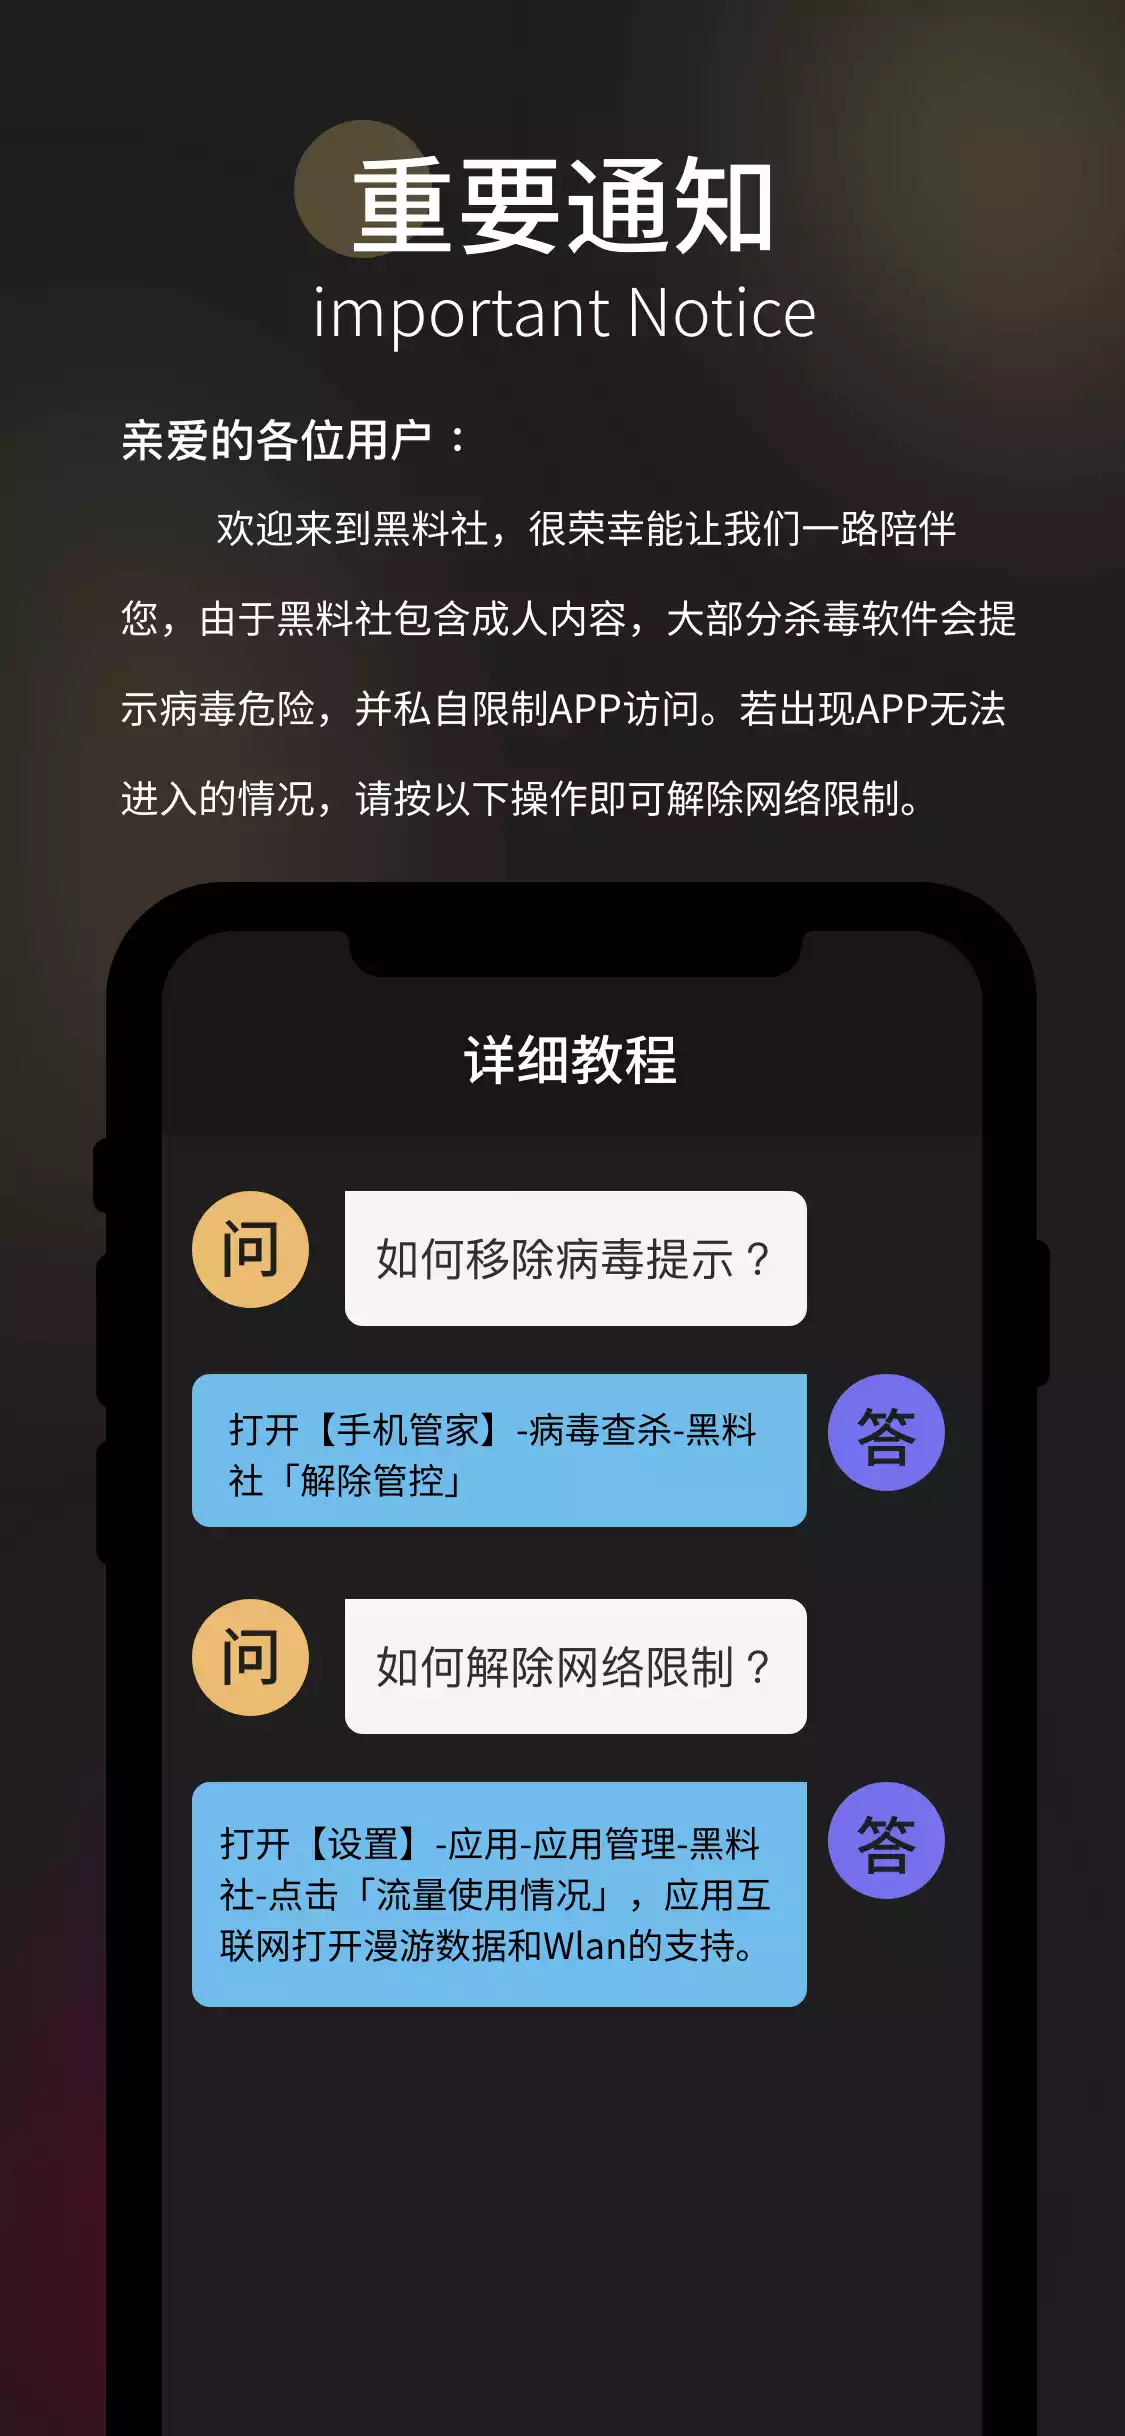 重要通知
important Notice
亲爱的各位用户：
欢迎来到黑料社，很荣幸能让我们一路陪伴
您，由于黑料社包含成人内容，大部分杀毒软件会提
示病毒危险，并私自限制APP访问。若出现APP无法
进入的情况，请按以下操作即可解除网络限制。
详细教程
问
如何移除病毒提示？
打开【手机管家】-病毒查杀-黑料
社「解除管控」
答
问
如何解除网络限制？
打开【设置】-应用-应用管理-黑料
社-点击「流量使用情况」，应用互
联网打开漫游数据和Wlan的支持。
答